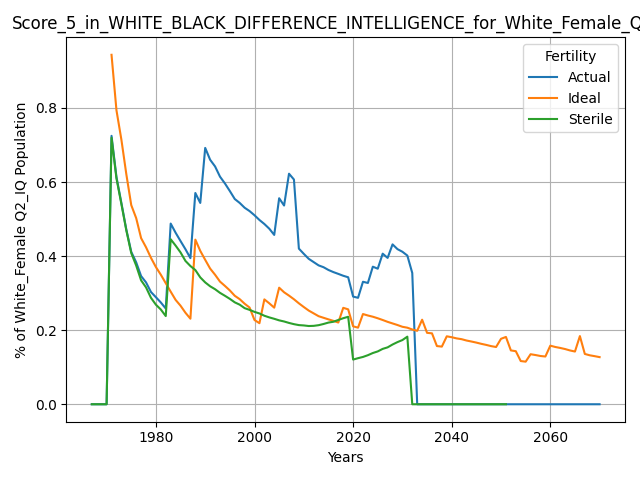 Score_5_in_WHITE_BLACK_DIFFERENCE_INTELLIGENCE_for_White_Female_Q
Fertility
Actual
Ideal
Sterile
% of White_Female Q2_IQ Population
0.8
0.6
0.4
0.2
0.0
1980 2000 2020 2040 2060
Years